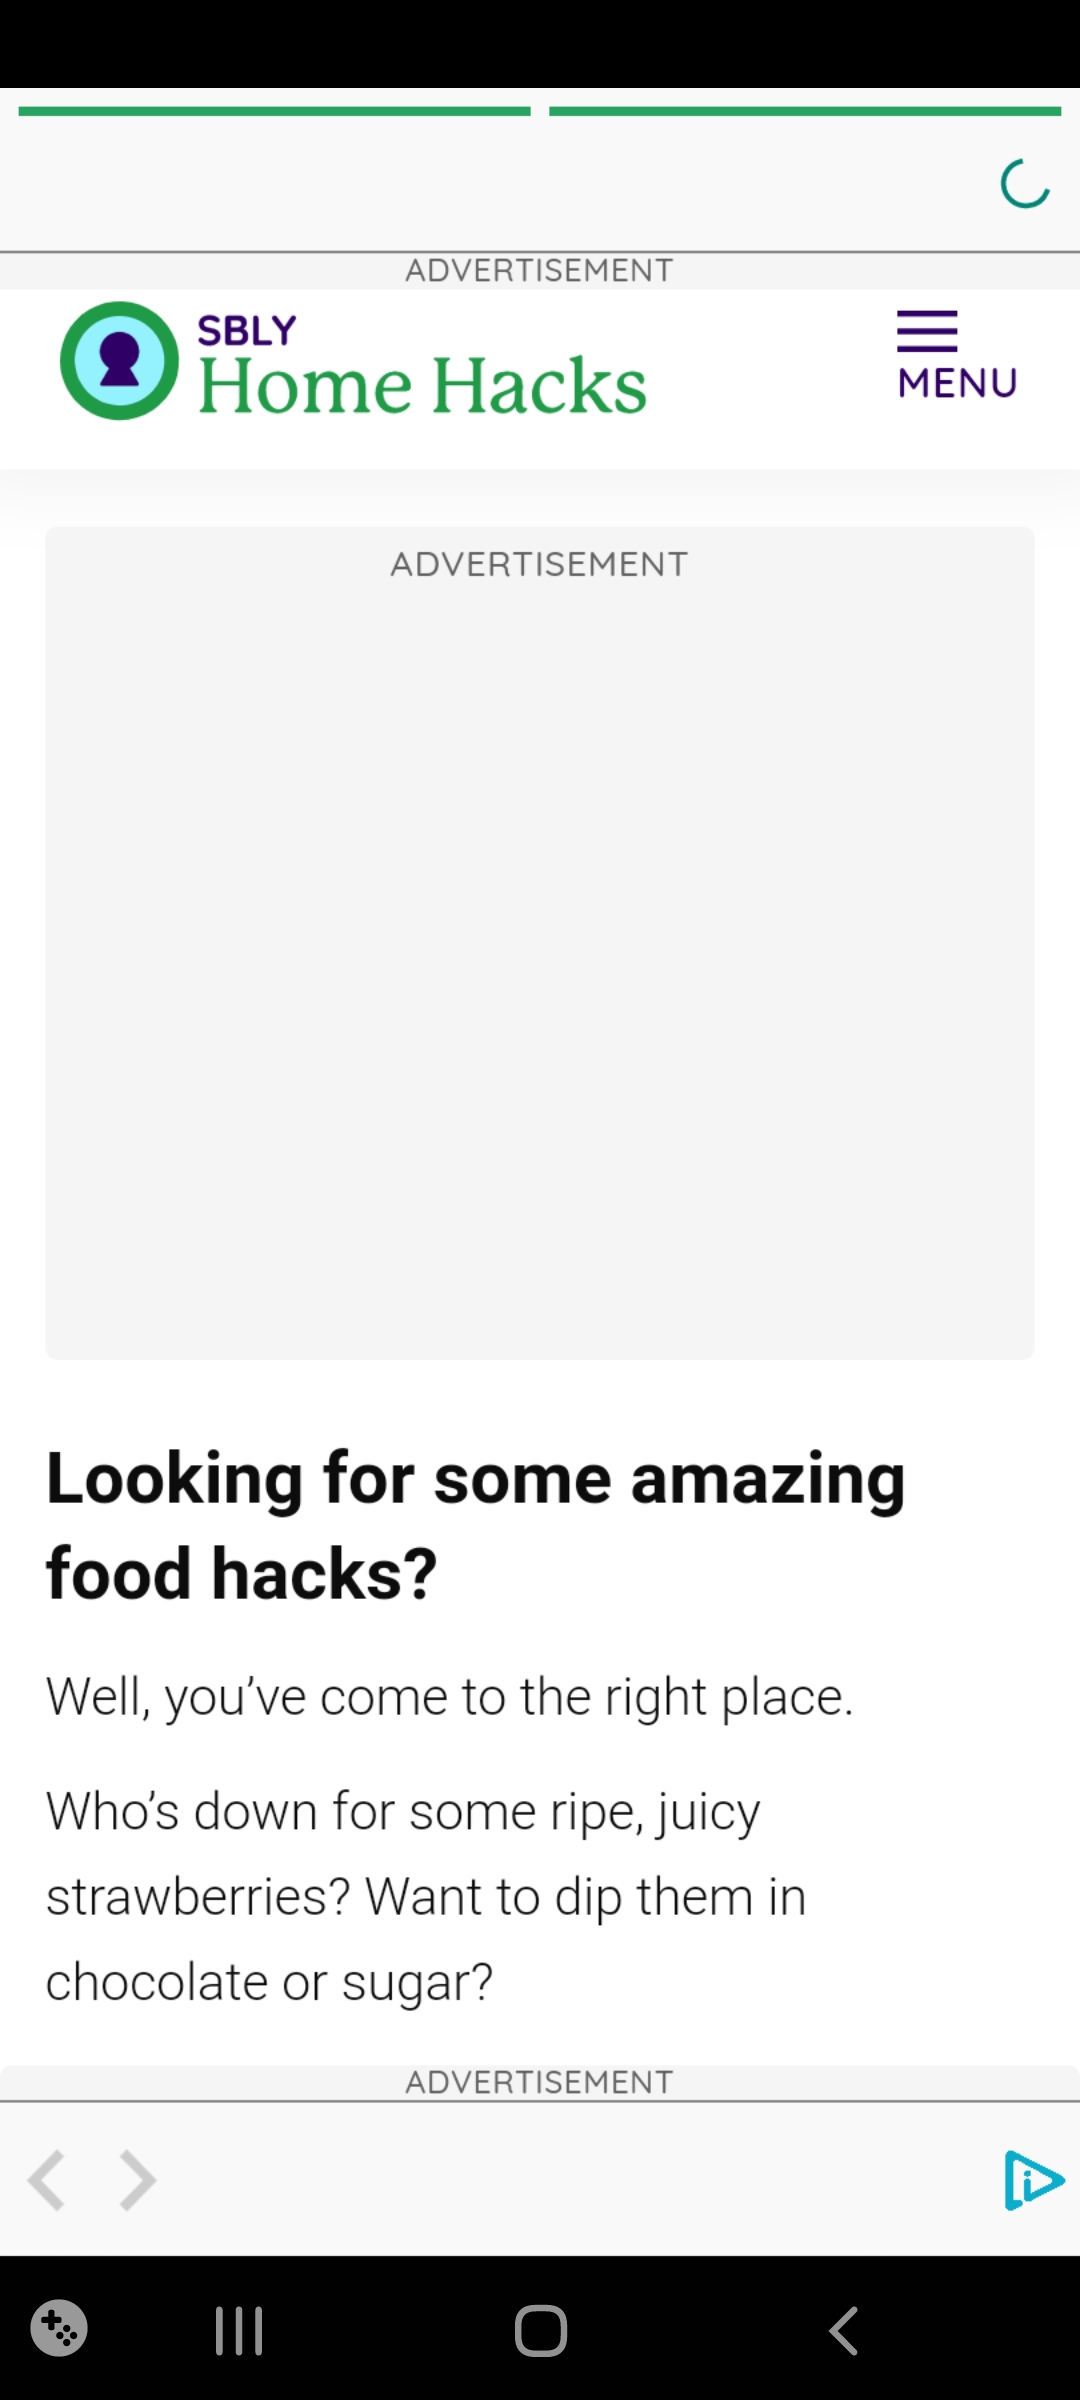 ADVERTISEMENT
SBLY
Home Hacks
MENU
ADVERTISEMENT
Looking for some amazing
food hacks?
Well, you’ve come to the right place.
Who’s down for some ripe, juicy
strawberries? Want to dip them in
chocolate or sugar?
ADVERTISEMENT